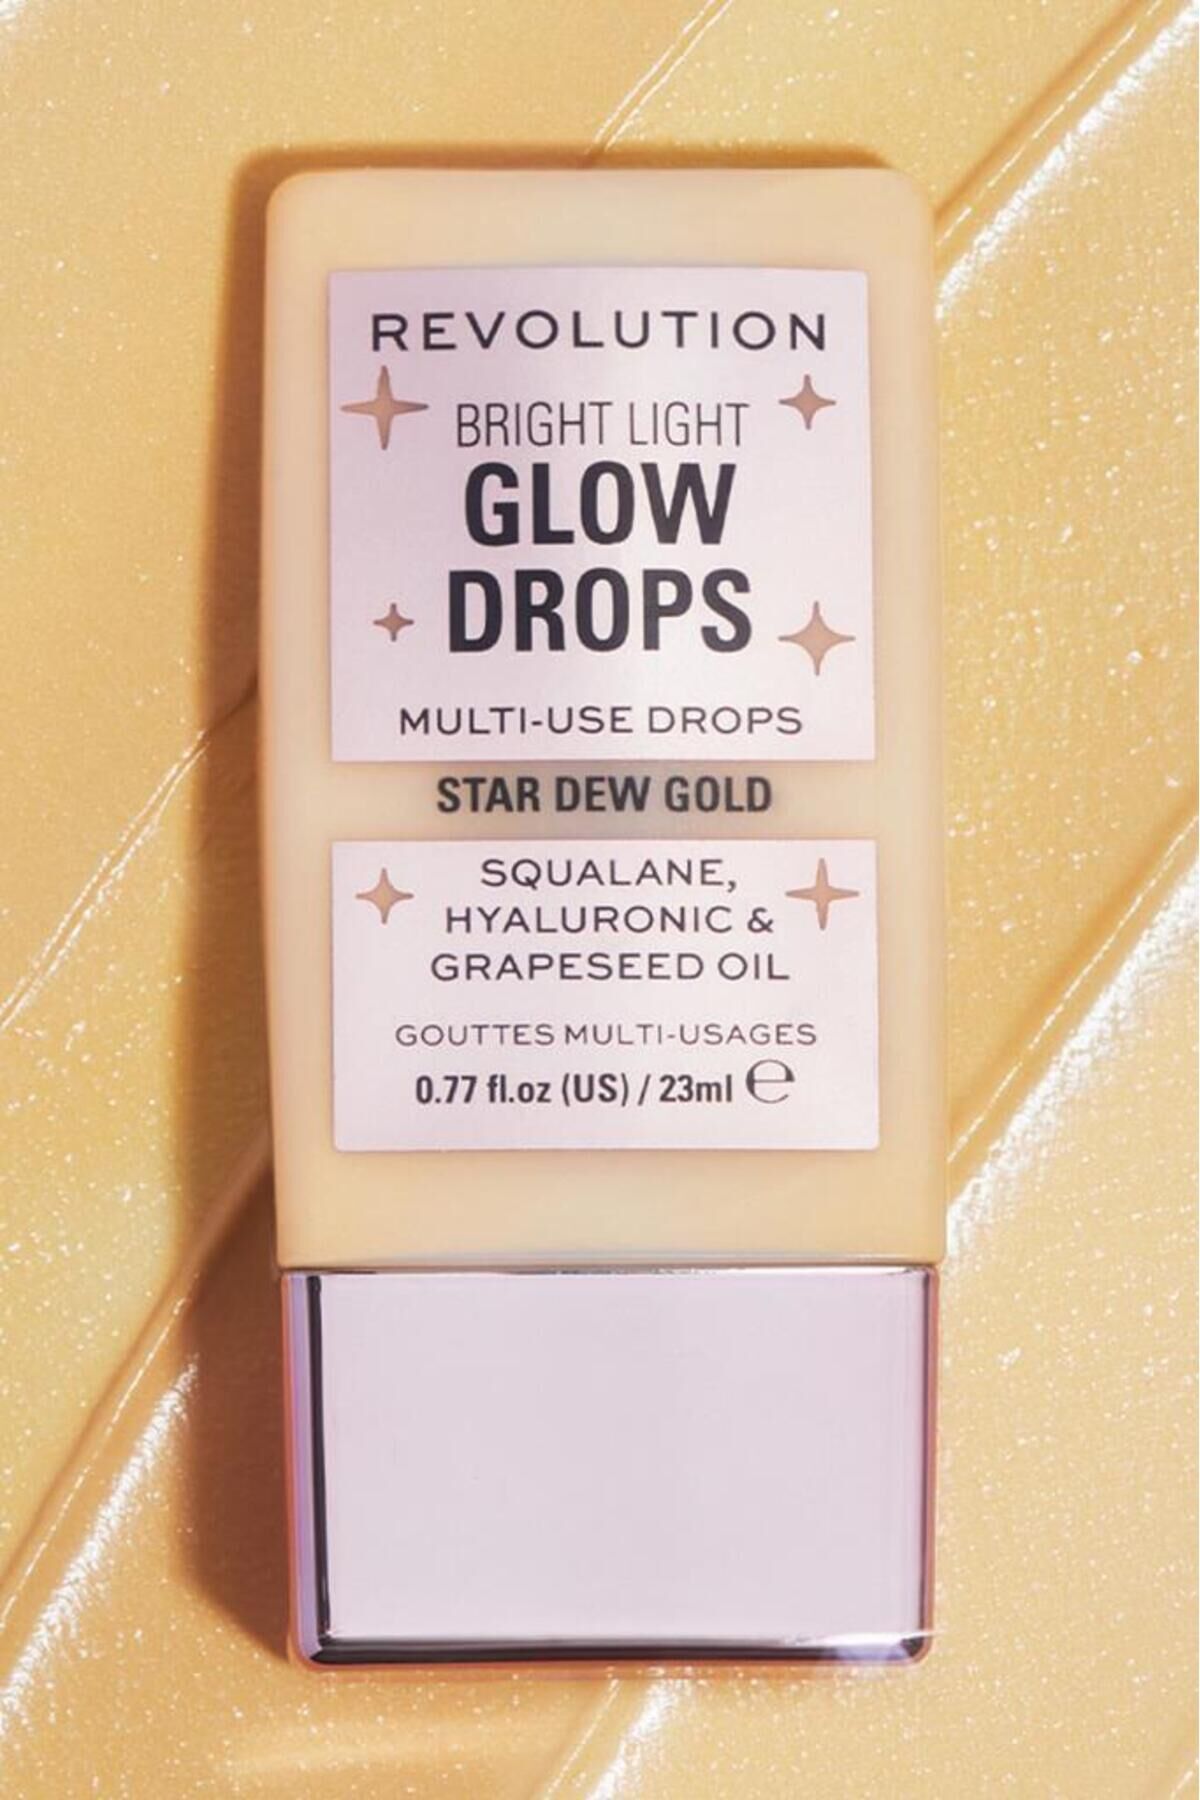 REVOLUTION
BRIGHT LIGHT
GLOW
DROPS
MULTI-USE DROPS
STAR DEW GOLD
SQUALANE,
HYALURONIC &
GRAPESEED OIL
GOUTTES MULTI-USAGES
0.77 fl.oz (US) / 23ml ℮